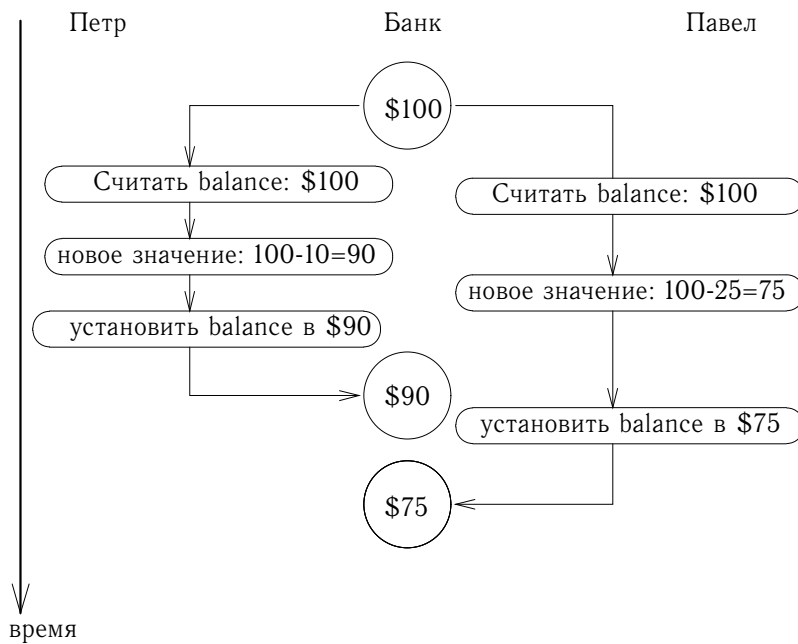 Петр
Банк
Павел
$100
Считать balance: $100
Считать balance: $100
новое значение: 100-10=90
новое значение: 100-25=75
установить balance в $90
$90
установить balance в $75
$75
время